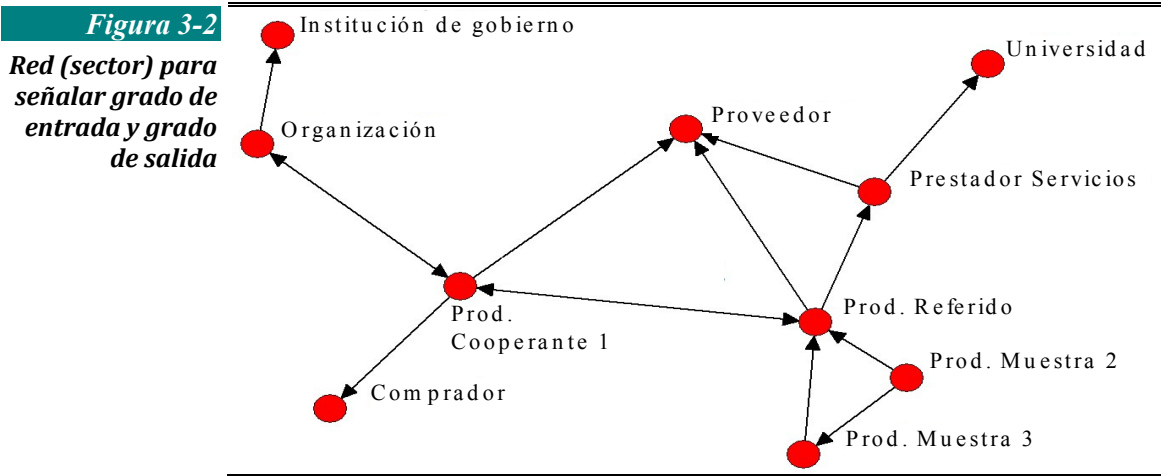 Figura 3-2
Red (sector) para
señalar grado de
entrada y grado
de salida
Institución de gobierno
Universidad
Organización
Proveedor
Prestador Servicios
Prod.
Cooperante 1
Prod. Referido
Comprador
Prod. Muestra 2
Prod. Muestra 3